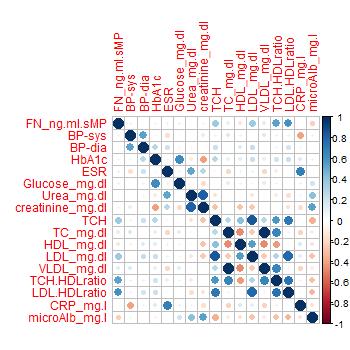 FN_ng.ml.sMP
BP-sys
BP-dia
HbA1c
ESR
Glucose_mg.dl
Urea_mg.dl
creatinine_mg.dl
TCH
TC_mg.dl
HDL_mg.dl
LDL_mg.dl
VLDL_mg.dl
TCH.HDLratio
LDL.HDLratio
CRP_mg.l
microAlb_mg.l
FN_ng.ml.sMP
BP-sys
BP-dia
HbA1c
ESR
Glucose_mg.dl
Urea_mg.dl
creatinine_mg.dl
TCH
TC_mg.dl
HDL_mg.dl
LDL_mg.dl
VLDL_mg.dl
TCH.HDLratio
LDL.HDLratio
CRP_mg.l
microAlb_mg.l
1
0.8
0.6
0.4
0.2
0
-0.2
-0.4
-0.6
-0.8
-1